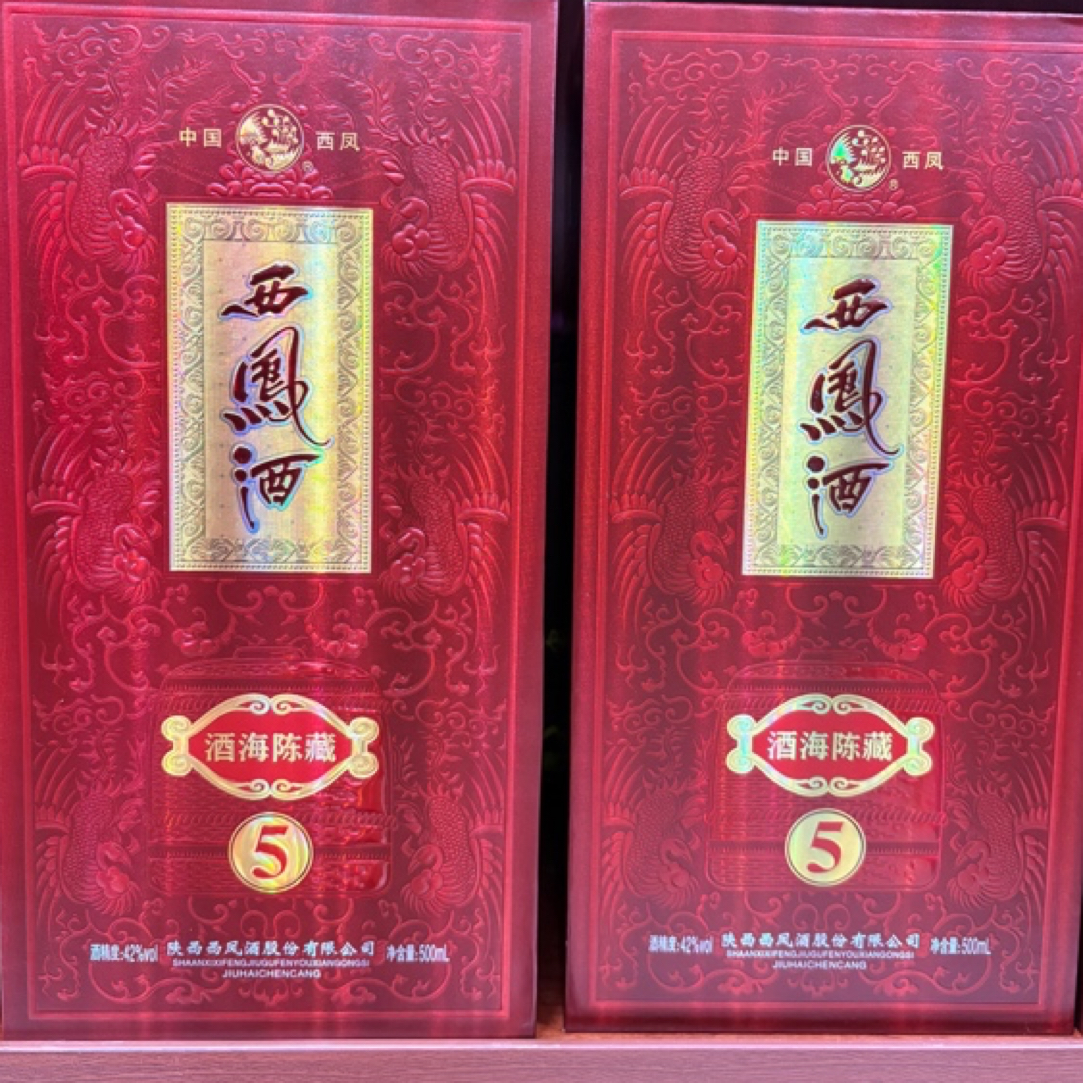 中国 西凤
®
西鳳酒
酒海陈藏
5
酒精度:42%vol 陕西西凤酒股份有限公司 净含量:500mL
SHAANXIXIFENGJIUGUFENYOUXIANGONGSI
JIUHAICHENCANG
中国 西凤
®
西鳳酒
酒海陈藏
5
酒精度:42%vol 陕西西凤酒股份有限公司 净含量:500mL
SHAANXIXIFENGJIUGUFENYOUXIANGONGSI
JIUHAICHENCANG